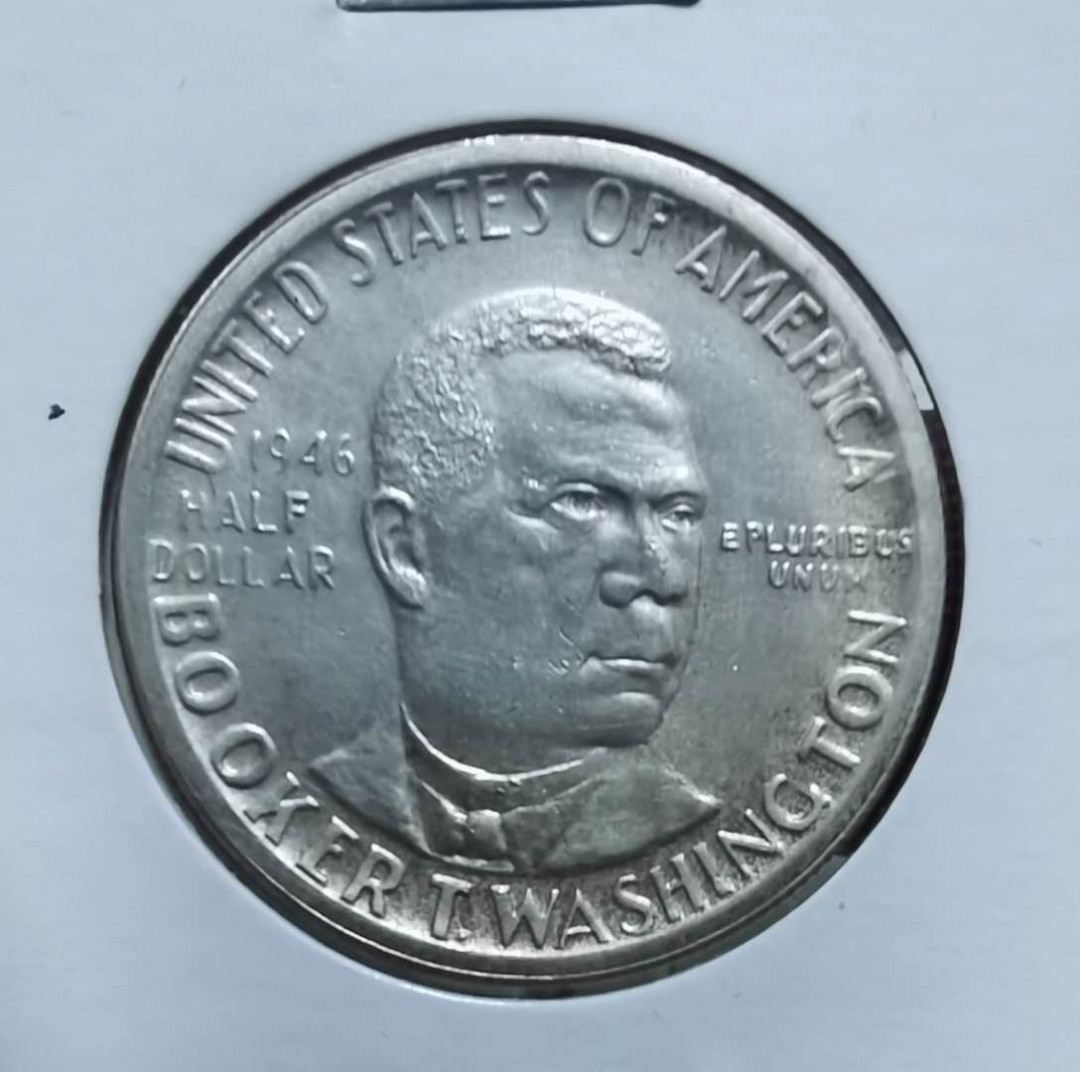 UNITED STATES OF AMERICA
1946
HALF
DOLLAR
E PLURIBUS
UNUM
BOOKER T. WASHINGTON